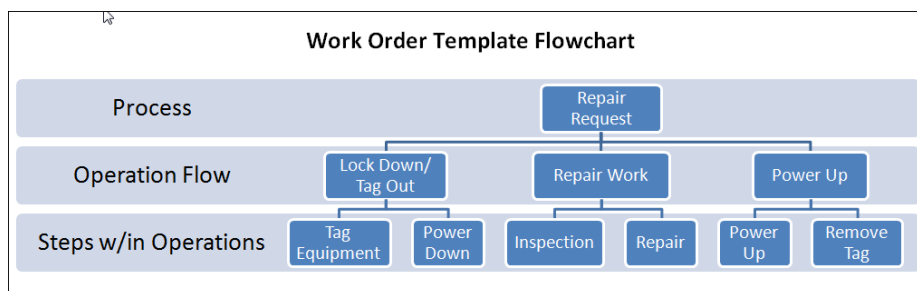 Work Order Template Flowchart
Process
Repair
Request
Operation Flow
Lock Down/
Tag Out
Repair Work
Power Up
Steps w/in Operations
Tag
Equipment
Power
Down
Inspection
Repair
Power
Up
Remove
Tag